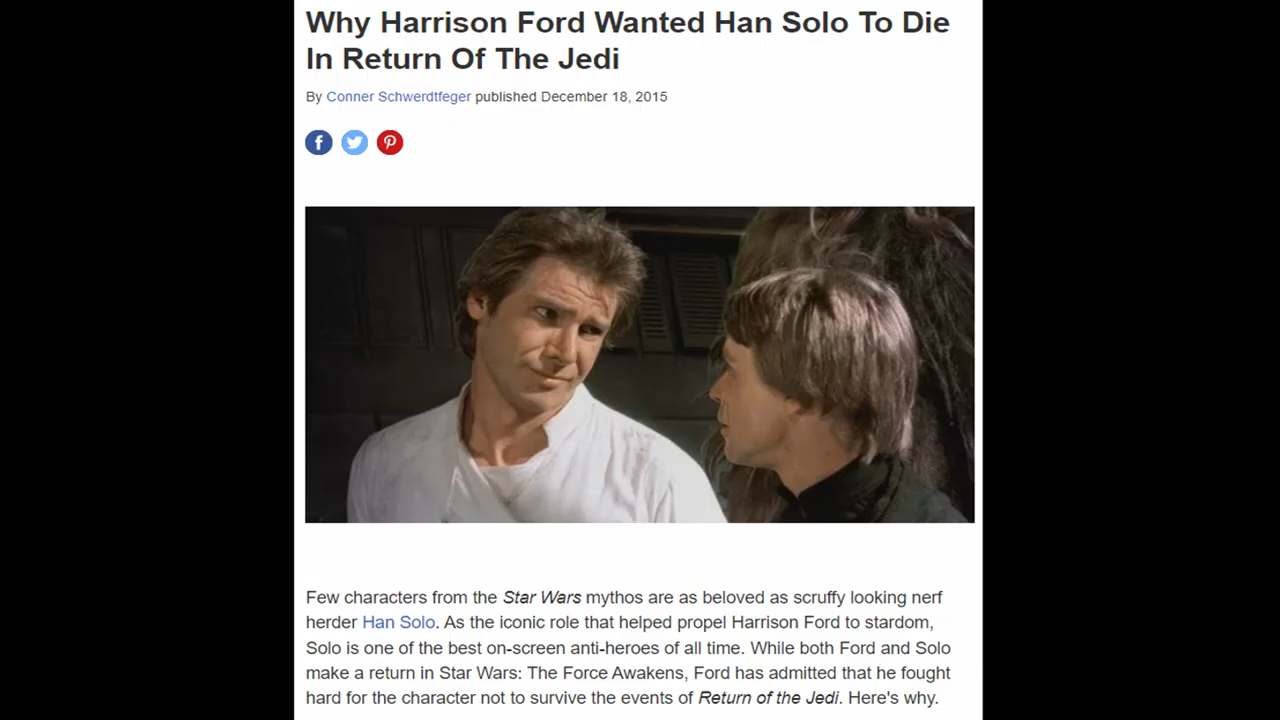 Why Harrison Ford Wanted Han Solo To Die
In Return Of The Jedi
By Conner Schwerdtfeger published December 18, 2015
Few characters from the Star Wars mythos are as beloved as scruffy looking nerf
herder Han Solo. As the iconic role that helped propel Harrison Ford to stardom,
Solo is one of the best on-screen anti-heroes of all time. While both Ford and Solo
make a return in Star Wars: The Force Awakens, Ford has admitted that he fought
hard for the character not to survive the events of Return of the Jedi. Here's why.